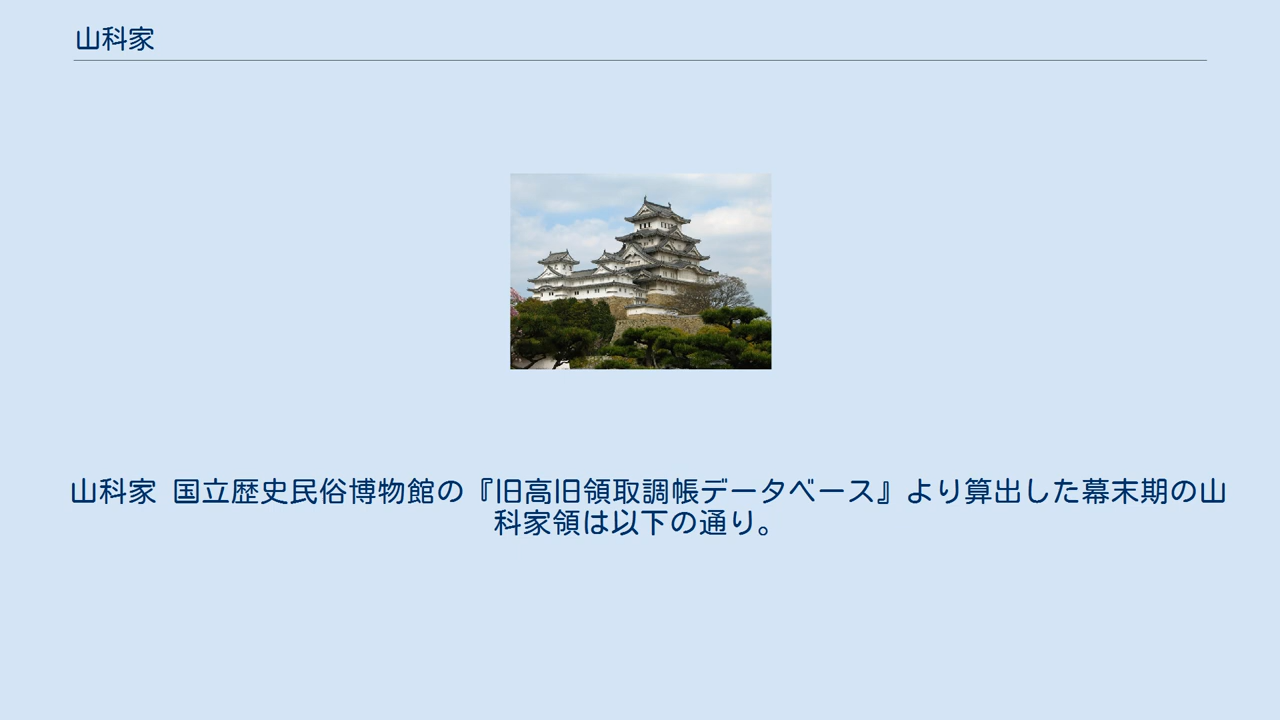 山科家
山科家 国立歴史民俗博物館の『旧高旧領取調帳データベース』より算出した幕末期の山
科家領は以下の通り。